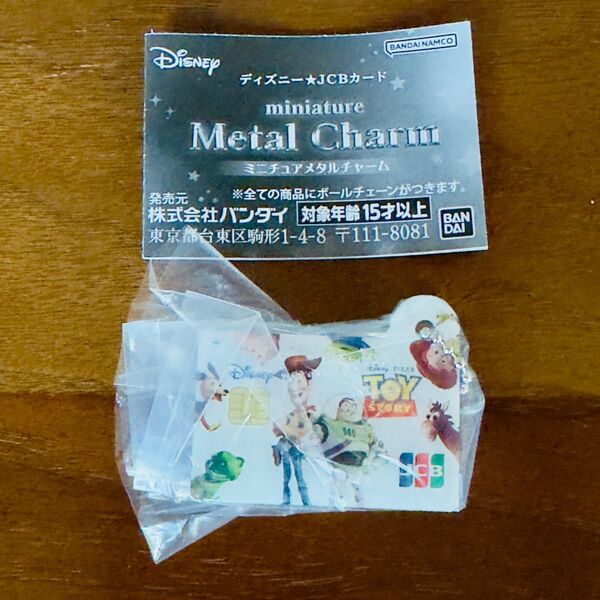 Disney
BANDAI NAMCO
ディズニー★JCBカード
miniature
Metal Charm
ミニチュアメタルチャーム
※全ての商品にボールチェーンがつきます。
発売元
株式会社バンダイ 対象年齢15才以上
東京都台東区駒形1-4-8 〒111-8081
BAN
DAI
Disney
Disney PIXAR
TOY
STORY
JCB